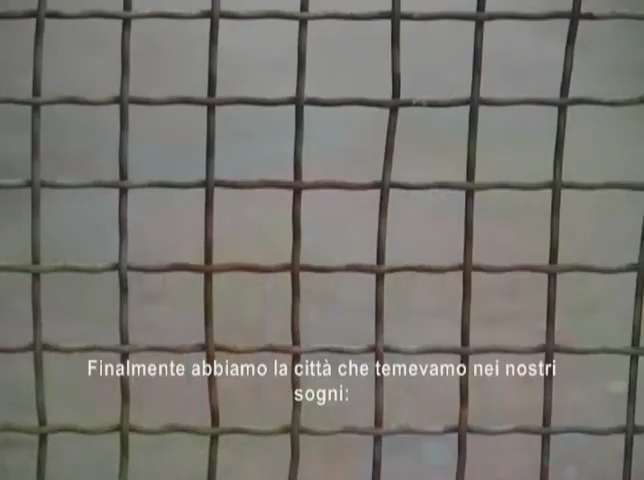 Finalmente abbiamo la città che temevamo nei nostri
sogni: